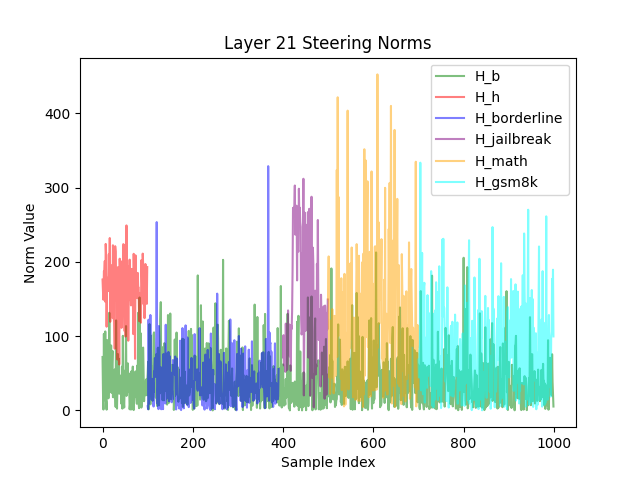 Layer 21 Steering Norms
Norm Value
400
300
200
100
0
H_b
H_h
H_borderline
H_jailbreak
H_math
H_gsm8k
0 200 400 600 800 1000
Sample Index